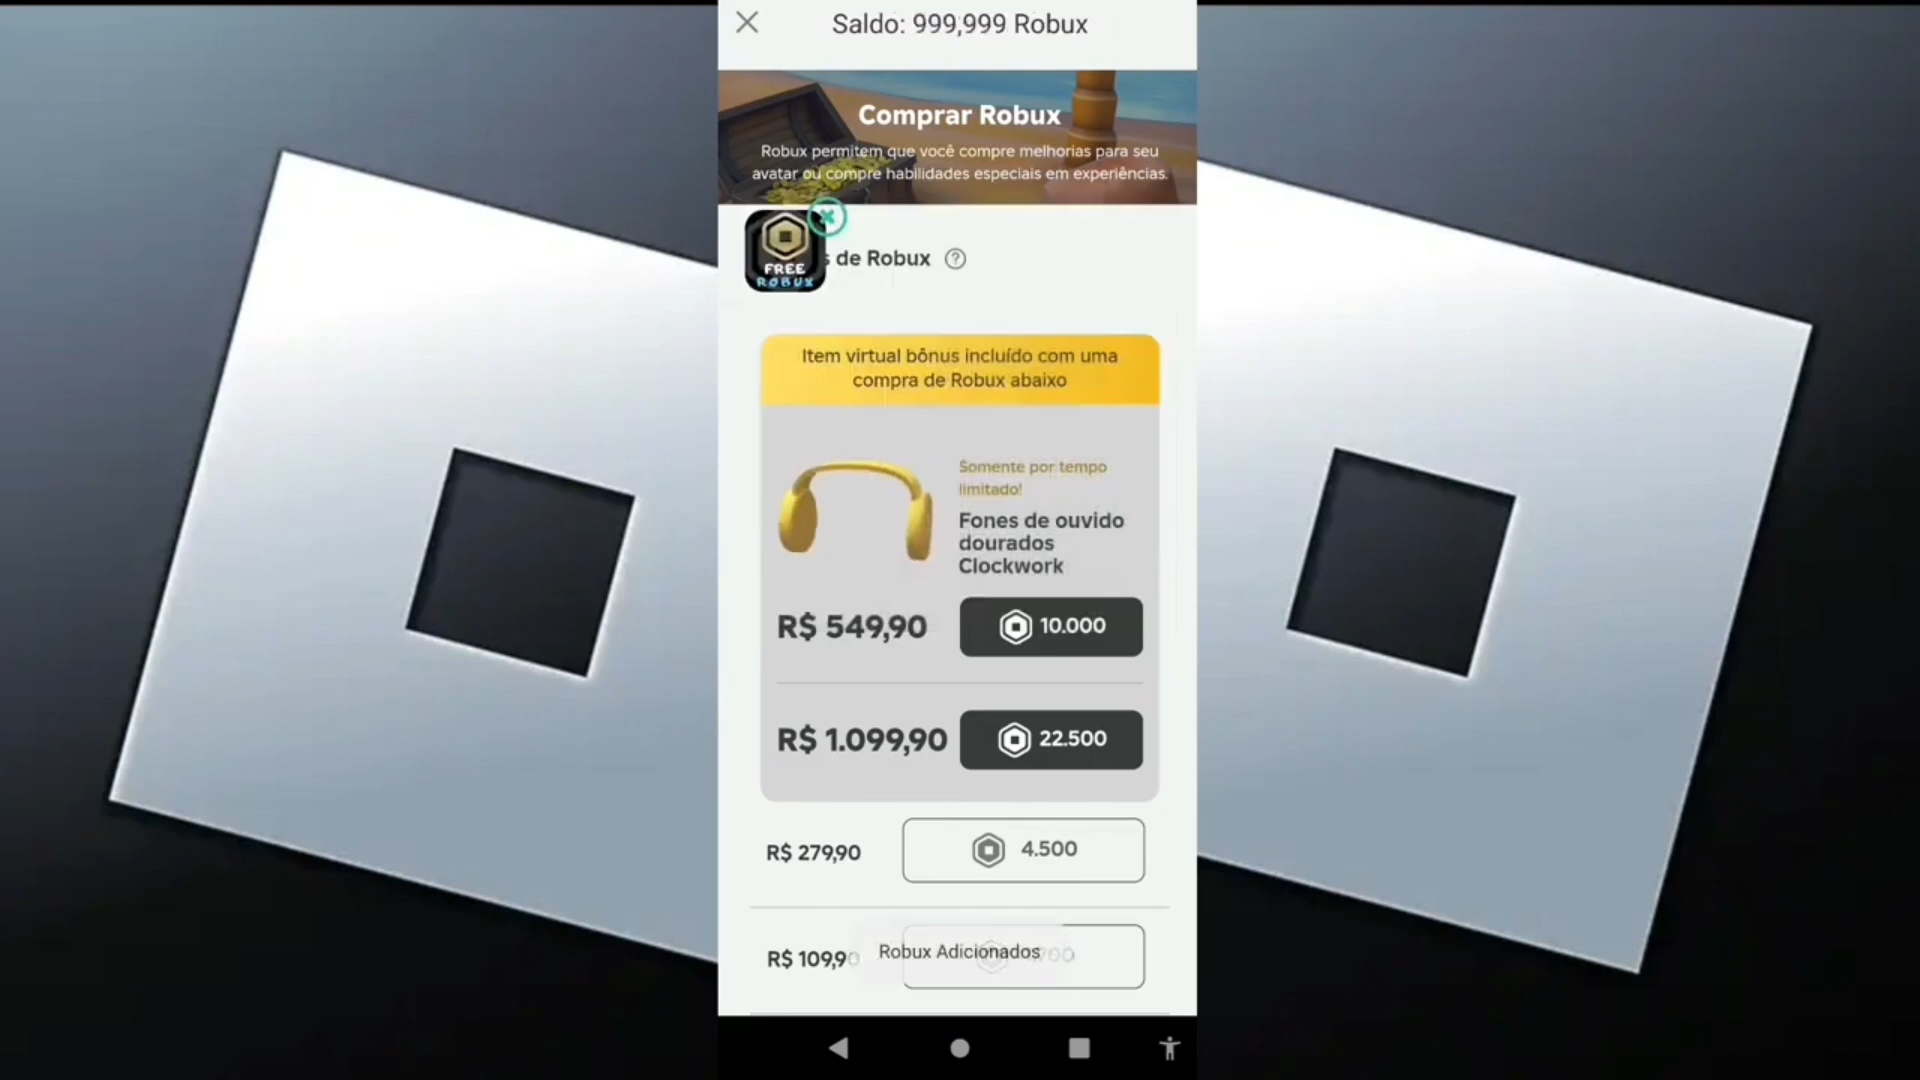 Saldo: 999,999 Robux
Comprar Robux
Robux permitem que você compre melhorias para seu
avatar ou compre habilidades especiais em experiências.
FREE
ROBUX
s de Robux
Item virtual bônus incluído com uma
compra de Robux abaixo
Somente por tempo
limitado!
Fones de ouvido
dourados
Clockwork
R$ 549,90 10.000
R$ 1.099,90 22.500
R$ 279,90 4.500
R$ 109,90
Robux Adicionados